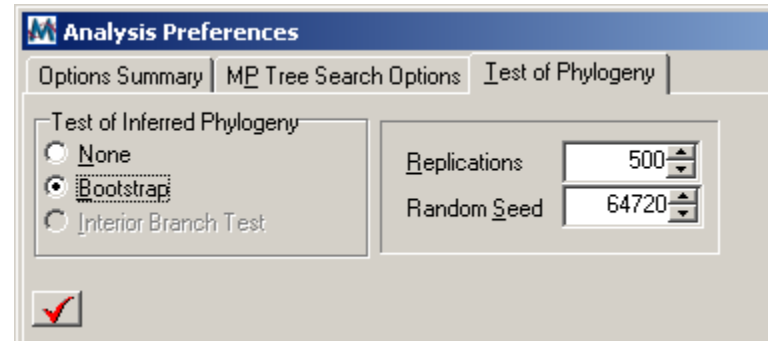 Analysis Preferences
Options Summary MP Tree Search Options Test of Phylogeny
Test of Inferred Phylogeny
None
Bootstrap
Interior Branch Test
Replications 500
Random Seed 64720